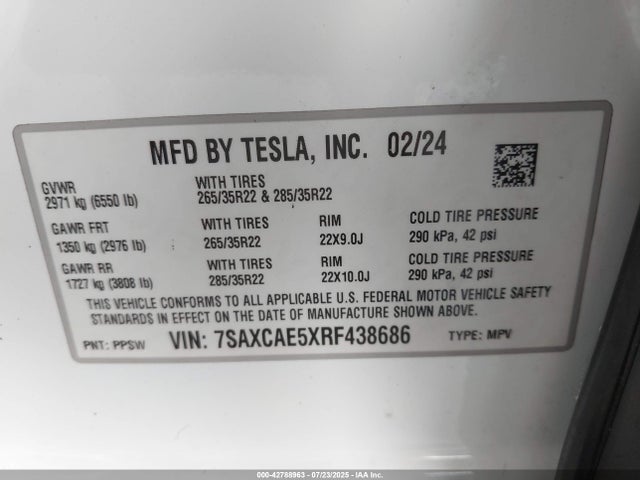 MFD BY TESLA, INC. 02/24
GVWR WITH TIRES
2971 kg (6550 lb) 265/35R22 & 285/35R22
GAWR FRT WITH TIRES RIM COLD TIRE PRESSURE
1350 kg (2976 lb) 265/35R22 22X9.0J 290 kPa, 42 psi
GAWR RR WITH TIRES RIM COLD TIRE PRESSURE
1727 kg (3808 lb) 285/35R22 22X10.0J 290 kPa, 42 psi
THIS VEHICLE CONFORMS TO ALL APPLICABLE U.S. FEDERAL MOTOR VEHICLE SAFETY
STANDARDS IN EFFECT ON THE DATE OF MANUFACTURE SHOWN ABOVE.
PNT: PPSW VIN: 7SAXCAE5XRF438686 TYPE: MPV
000-42788963 07/23/2025 - IAA Inc.